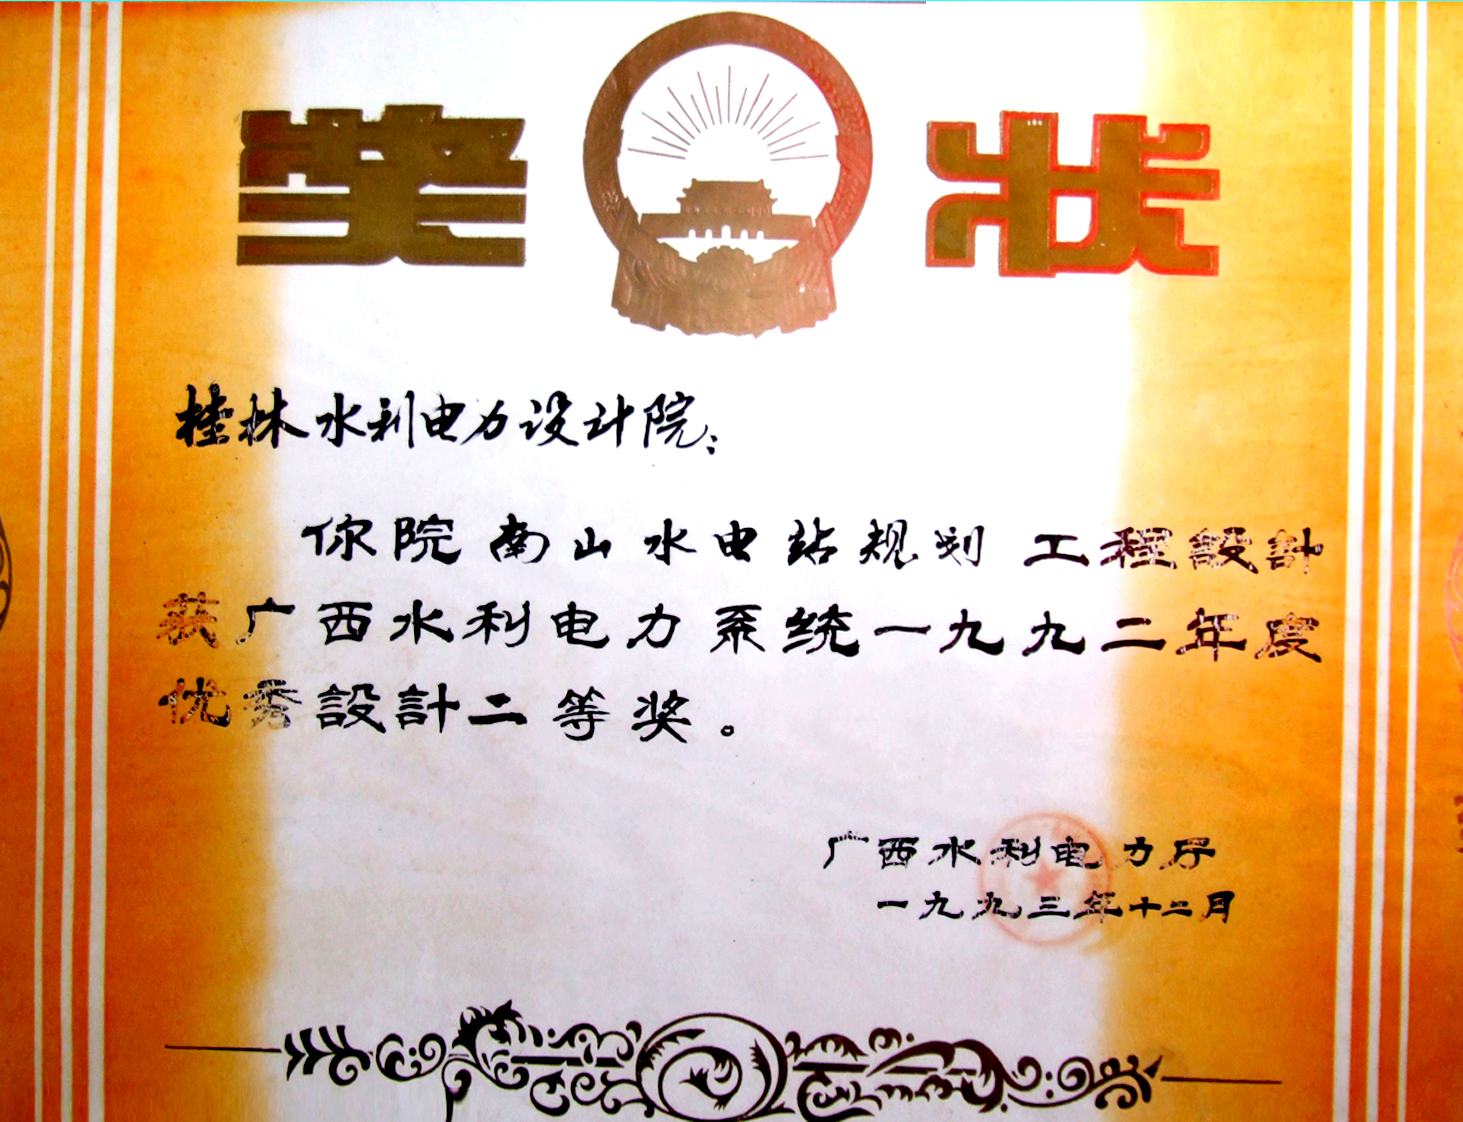 奖 状
桂林水利电力设计院：
你院南山水电站规划工程設計
获广西水利电力系统一九九二年度
优秀設計二等奖。
广西水利电力厅
一九九三年十二月